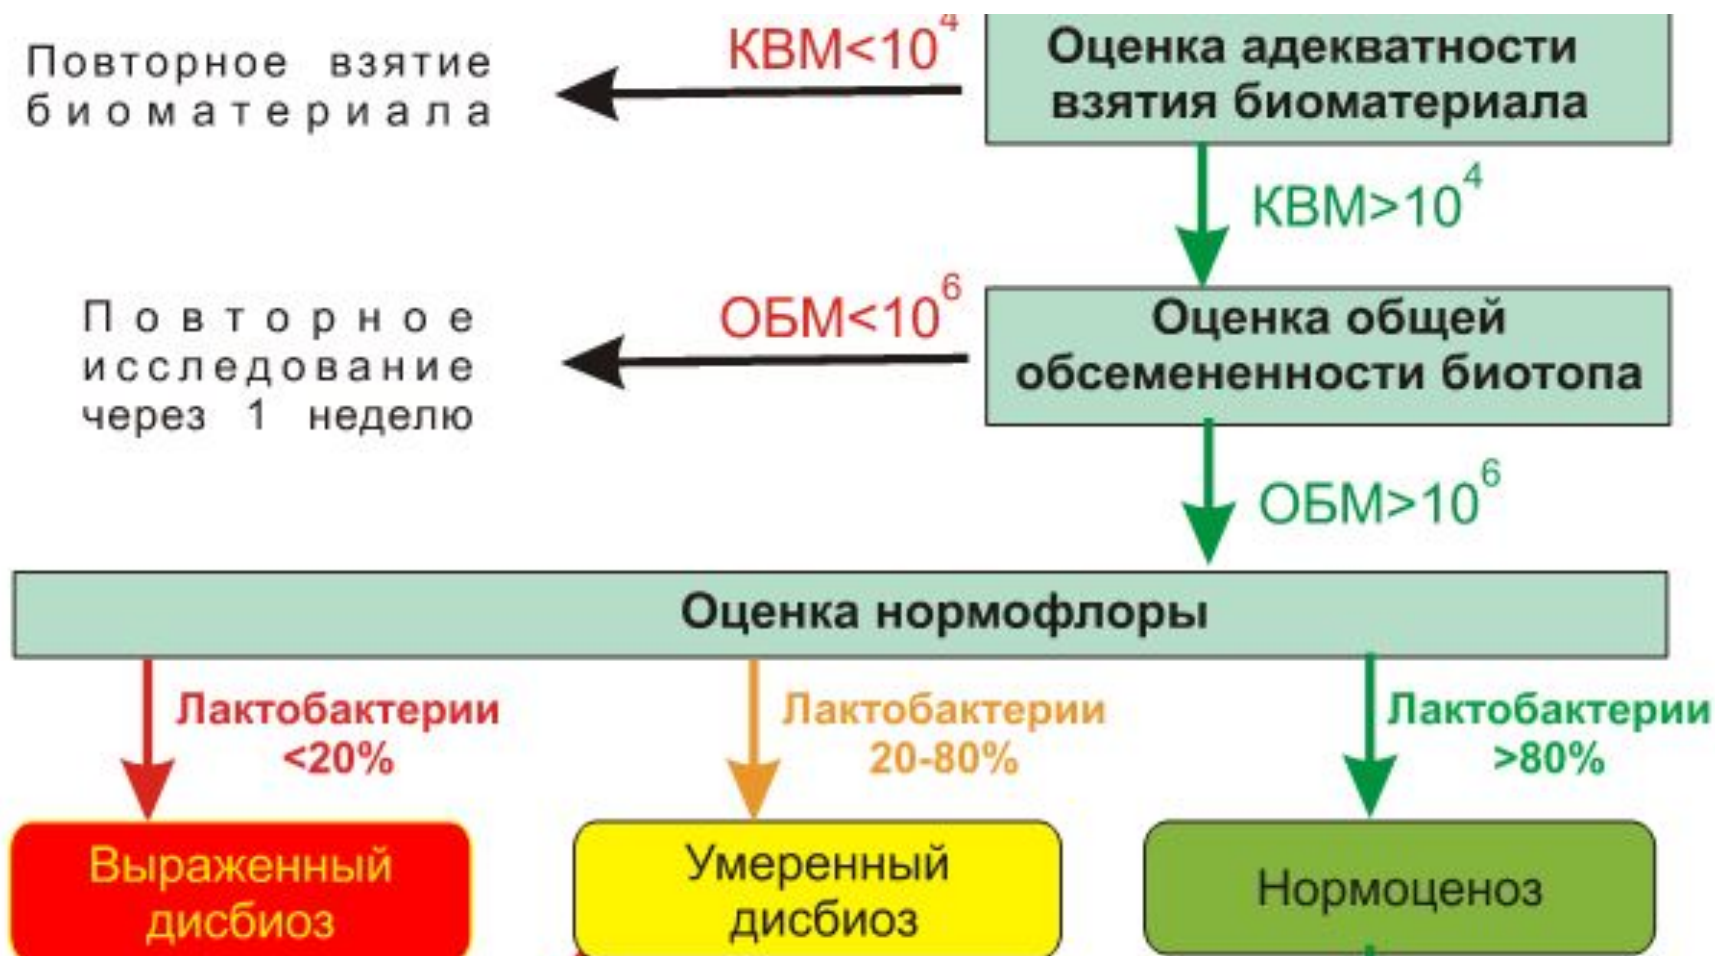 Повторное взятие
биоматериала
КВМ<10⁴
Оценка адекватности
взятия биоматериала
КВМ>10⁴
Повторное
исследование
через 1 неделю
ОБМ<10⁶
Оценка общей
обсемененности биотопа
ОБМ>10⁶
Оценка нормофлоры
Лактобактерии
<20%
Лактобактерии
20-80%
Лактобактерии
>80%
Выраженный
дисбиоз
Умеренный
дисбиоз
Нормоценоз